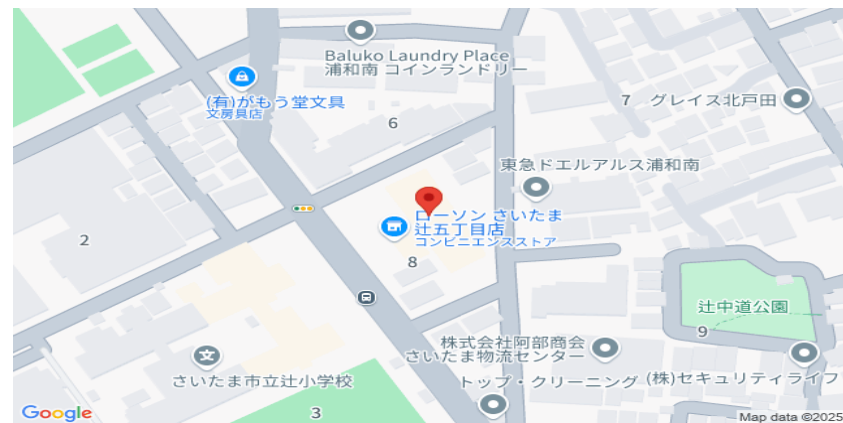 Baluko Laundry Place
浦和南 コインランドリー
(有)がもう堂文具
文房具店
6
7
グレイス北戸田
東急ドエルアルス浦和南
ローソン さいたま
辻五丁目店
コンビニエンスストア
2
8
辻中道公園
9
株式会社阿部商会
さいたま物流センター
文
さいたま市立辻小学校
トップ・クリーニング
(株)セキュリティライフ
3
Google
Map data ©2025